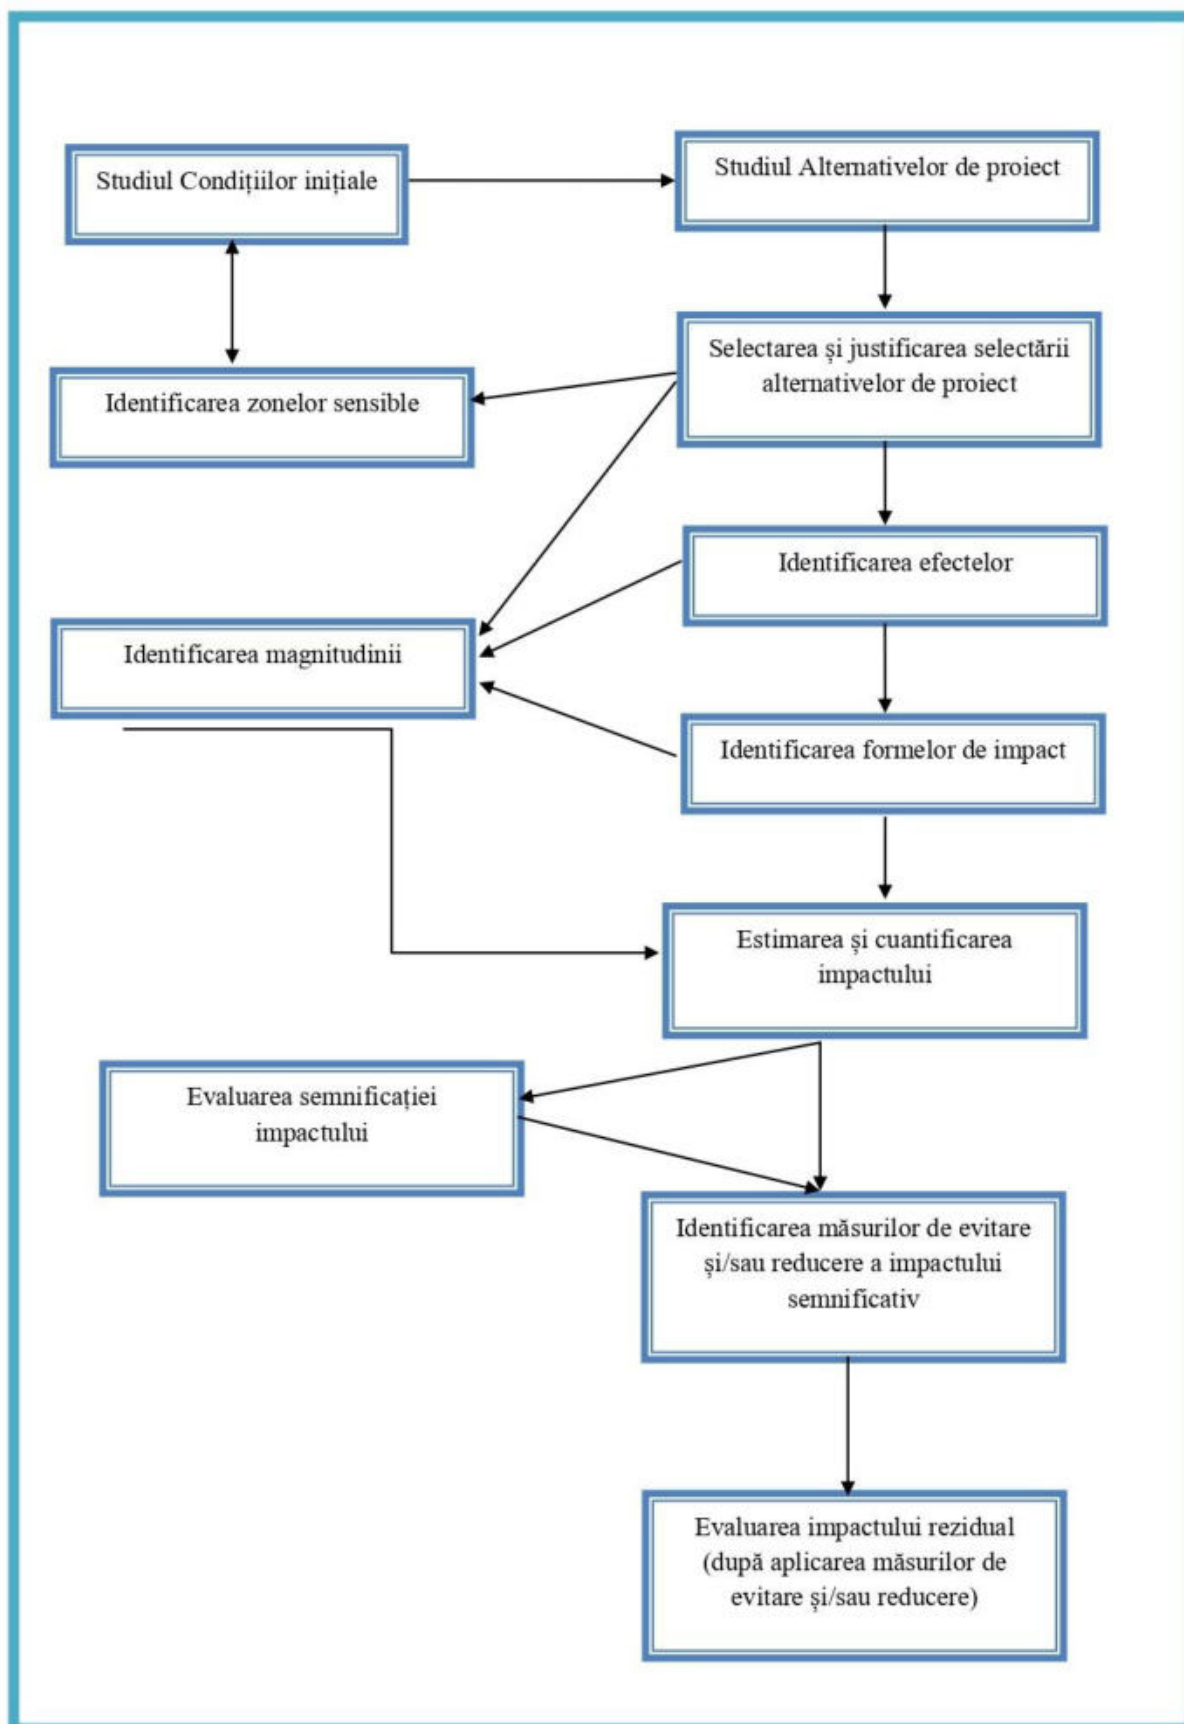 Studiul Condițiilor inițiale
Studiul Alternativelor de proiect
Selectarea și justificarea selectării
alternativelor de proiect
Identificarea zonelor sensible
Identificarea efectelor
Identificarea magnitudinii
Identificarea formelor de impact
Estimarea și cuantificarea
impactului
Evaluarea semnificației
impactului
Identificarea măsurilor de evitare
și/sau reducere a impactului
semnificativ
Evaluarea impactului rezidual
(după aplicarea măsurilor de
evitare și/sau reducere)